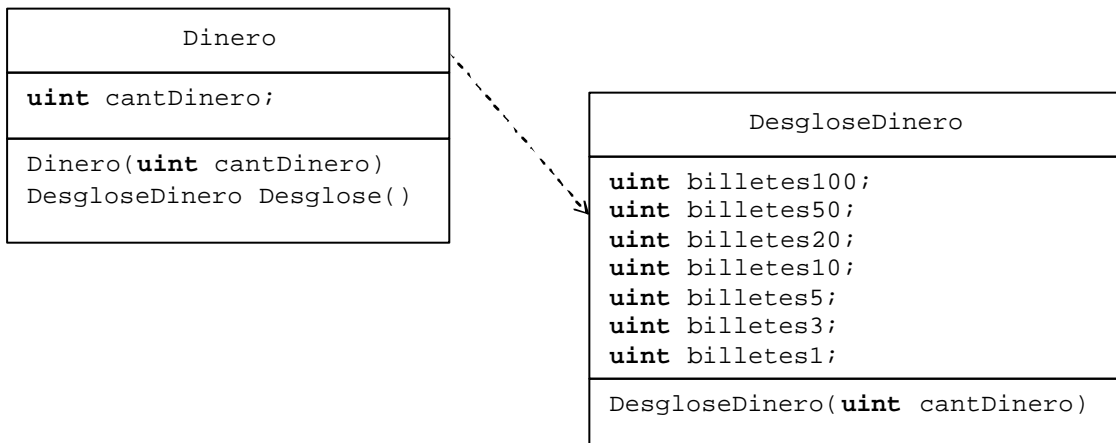 Dinero
uint cantDinero;
Dinero(uint cantDinero)
DesgloseDinero Desglose()
DesgloseDinero
uint billetes100;
uint billetes50;
uint billetes20;
uint billetes10;
uint billetes5;
uint billetes3;
uint billetes1;
DesgloseDinero(uint cantDinero)